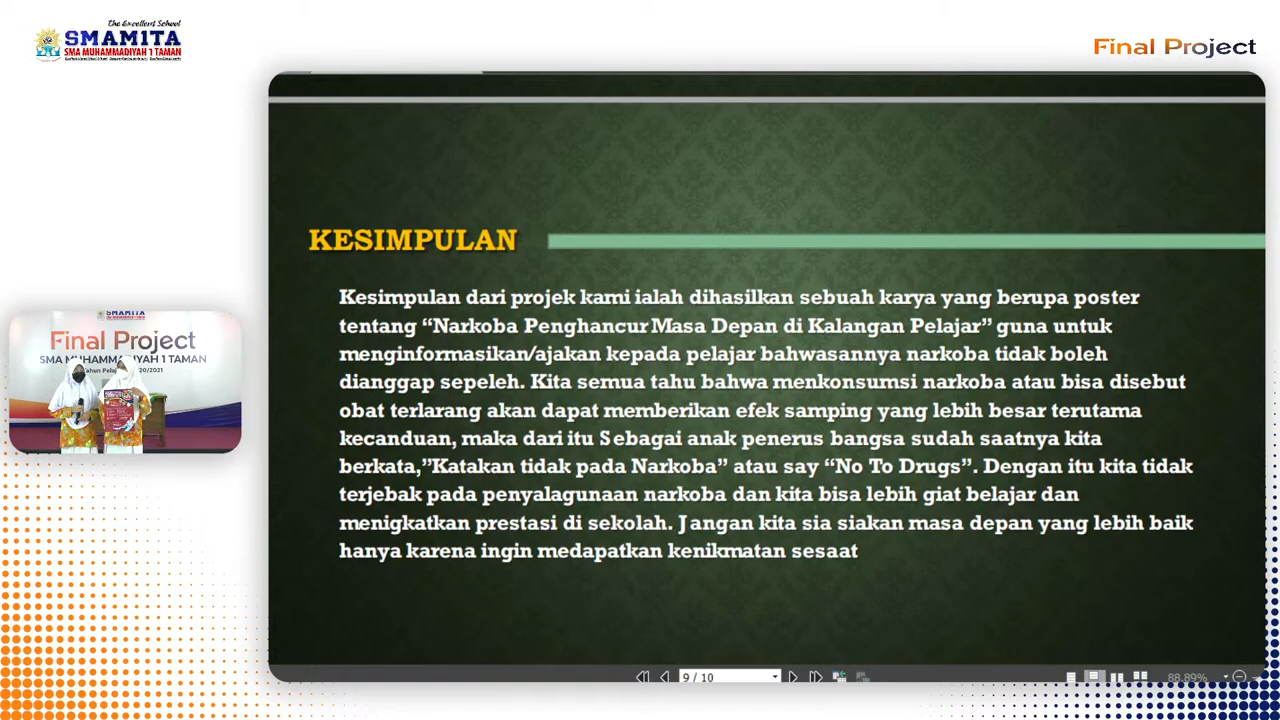 The Excellent School
SMAMITA
SMA MUHAMMADIYAH 1 TAMAN
Final Project
KESIMPULAN
Kesimpulan dari projek kami ialah dihasilkan sebuah karya yang berupa poster
tentang “Narkoba Penghancur Masa Depan di Kalangan Pelajar” guna untuk
menginformasikan/ajakan kepada pelajar bahwasannya narkoba tidak boleh
dianggap sepeleh. Kita semua tahu bahwa menkonsumsi narkoba atau bisa disebut
obat terlarang akan dapat memberikan efek samping yang lebih besar terutama
kecanduan, maka dari itu Sebagai anak penerus bangsa sudah saatnya kita
berkata,”Katakan tidak pada Narkoba” atau say “No To Drugs”. Dengan itu kita tidak
terjebak pada penyalagunaan narkoba dan kita bisa lebih giat belajar dan
menigkatkan prestasi di sekolah. Jangan kita sia siakan masa depan yang lebih baik
hanya karena ingin medapatkan kenikmatan sesaat
SMAMITA
Final Project
SMA MUHAMMADIYAH 1 TAMAN
9 / 10
88.89%